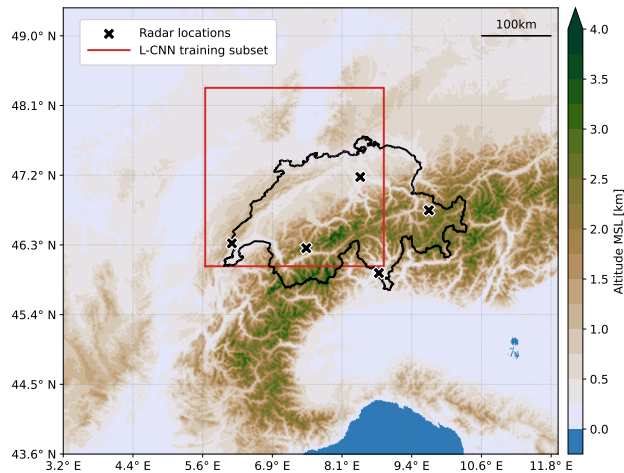 49.0° N
48.1° N
47.2° N
46.3° N
45.4° N
44.5° N
43.6° N
Radar locations
L-CNN training subset
100km
3.2° E 4.4° E 5.6° E 6.9° E 8.1° E 9.4° E 10.6° E 11.8° E
4.0
3.5
3.0
2.5
2.0
1.5
1.0
0.5
0.0
Altitude MSL [km]